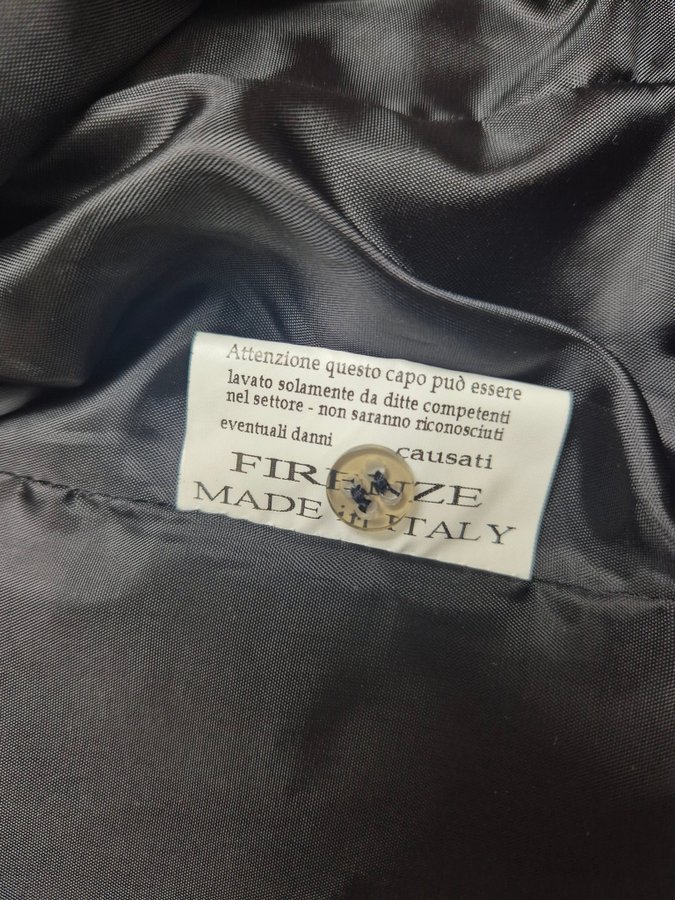 Attenzione questo capo può essere
lavato solamente da ditte competenti
nel settore - non saranno riconosciuti
eventuali danni causati
FIRENZE
MADE in ITALY